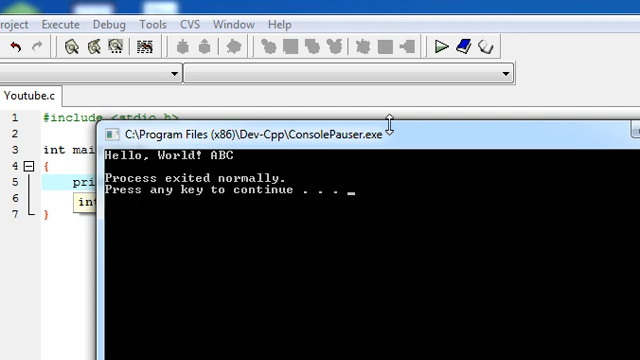 roject Execute Debug Tools CVS Window Help
Youtube.c
1 #include <stdio.h>
2
3 int mai
4 {
5 pri
6 int
7 }
C:\Program Files (x86)\Dev-Cpp\ConsolePauser.exe
Hello, World! ABC
Process exited normally.
Press any key to continue . . . _